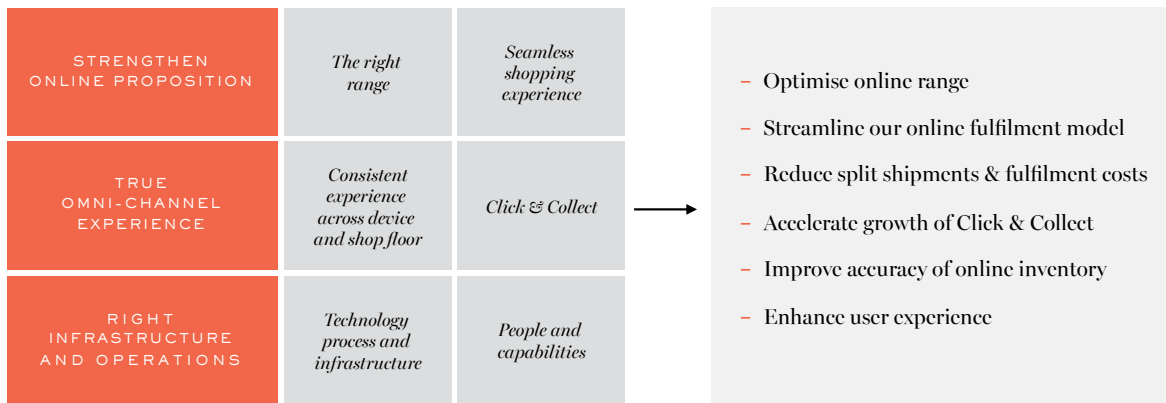 STRENGTHEN
ONLINE PROPOSITION
The right
range
Seamless
shopping
experience
TRUE
OMNI-CHANNEL
EXPERIENCE
Consistent
experience
across device
and shop floor
Click & Collect
RIGHT
INFRASTRUCTURE
AND OPERATIONS
Technology
process and
infrastructure
People and
capabilities
– Optimise online range
– Streamline our online fulfilment model
– Reduce split shipments & fulfilment costs
– Accelerate growth of Click & Collect
– Improve accuracy of online inventory
– Enhance user experience